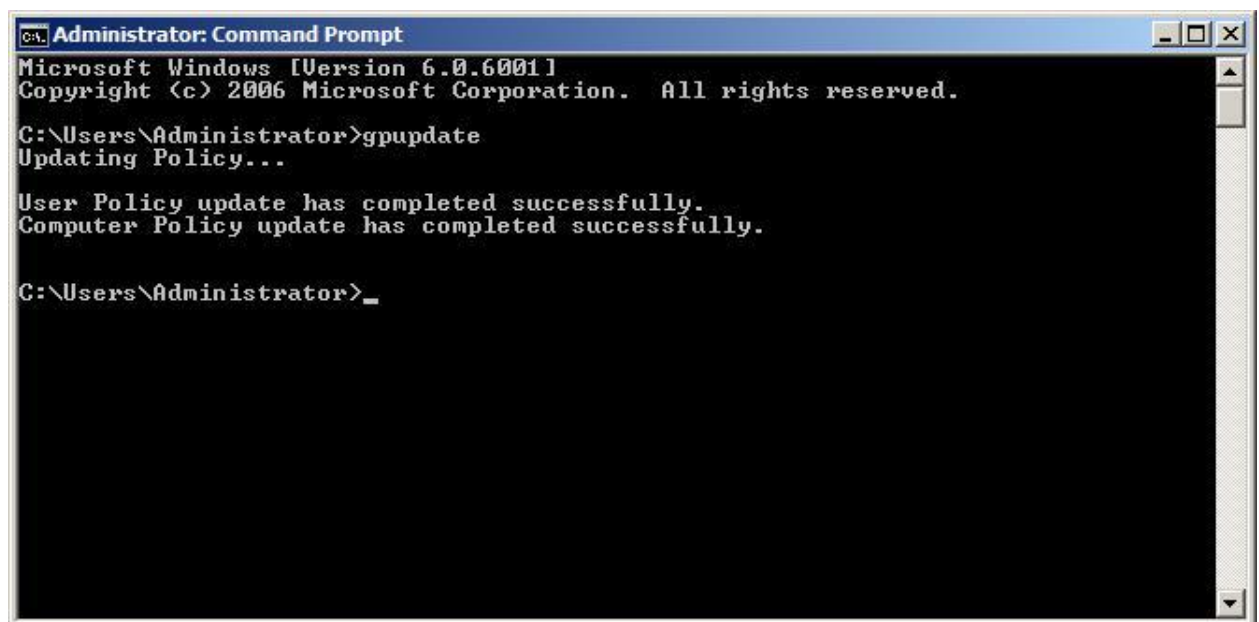 Administrator: Command Prompt
Microsoft Windows [Version 6.0.6001]
Copyright (c) 2006 Microsoft Corporation.  All rights reserved.
C:\Users\Administrator>gpupdate
Updating Policy...
User Policy update has completed successfully.
Computer Policy update has completed successfully.
C:\Users\Administrator>_